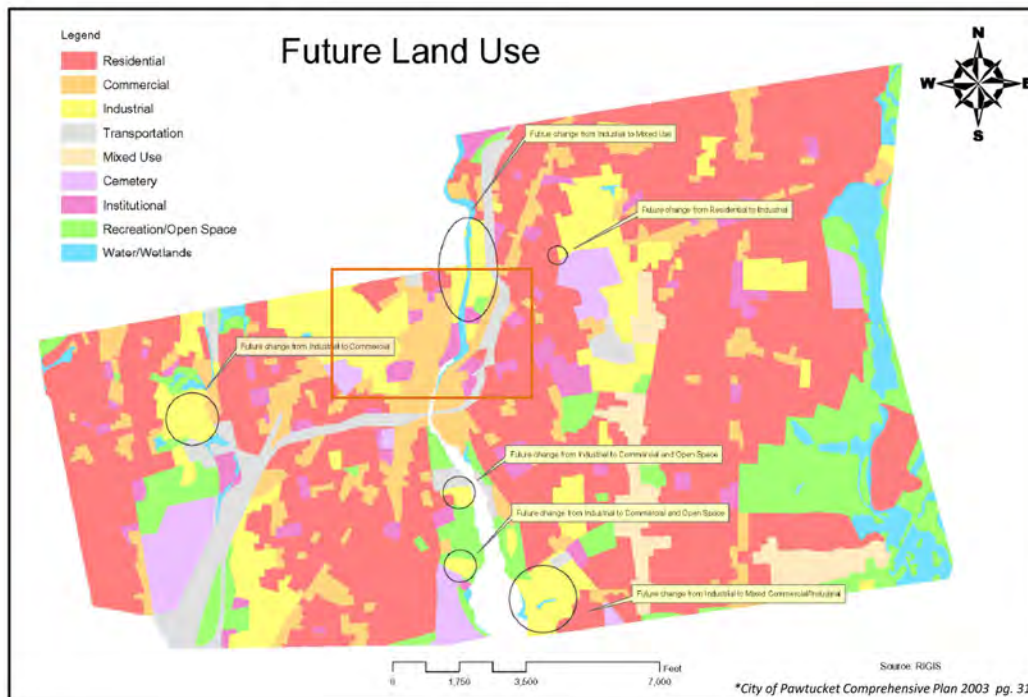 Legend
Future Land Use
Residential
Commercial
Industrial
Transportation
Mixed Use
Cemetery
Institutional
Recreation/Open Space
Water/Wetlands
N
W E
S
Future change from Industrial to Mixed Use
Future change from Residential to Industrial
Future change from Industrial to Commercial
Future change from Industrial to Commercial and Open Space
Future change from Industrial to Commercial and Open Space
Future change from Industrial to Mixed Commercial/Industrial
Feet
0 1,750 3,500 7,000
Source: RIGIS
*City of Pawtucket Comprehensive Plan 2003 pg. 31